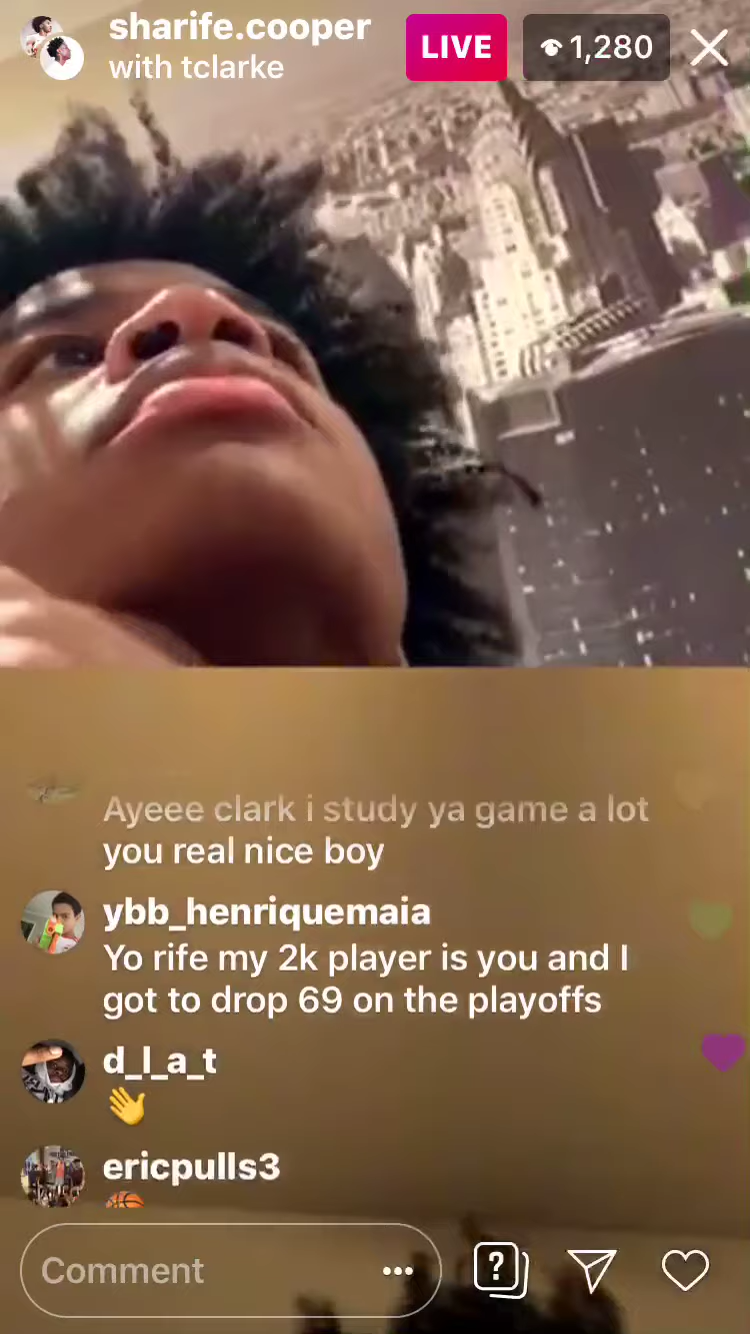 sharife.cooper
with tclarke
LIVE
1,280
Ayeee clark i study ya game a lot
you real nice boy
ybb_henriquemaia
Yo rife my 2k player is you and I
got to drop 69 on the playoffs
d_l_a_t
👋
ericpulls3
🏀
Comment